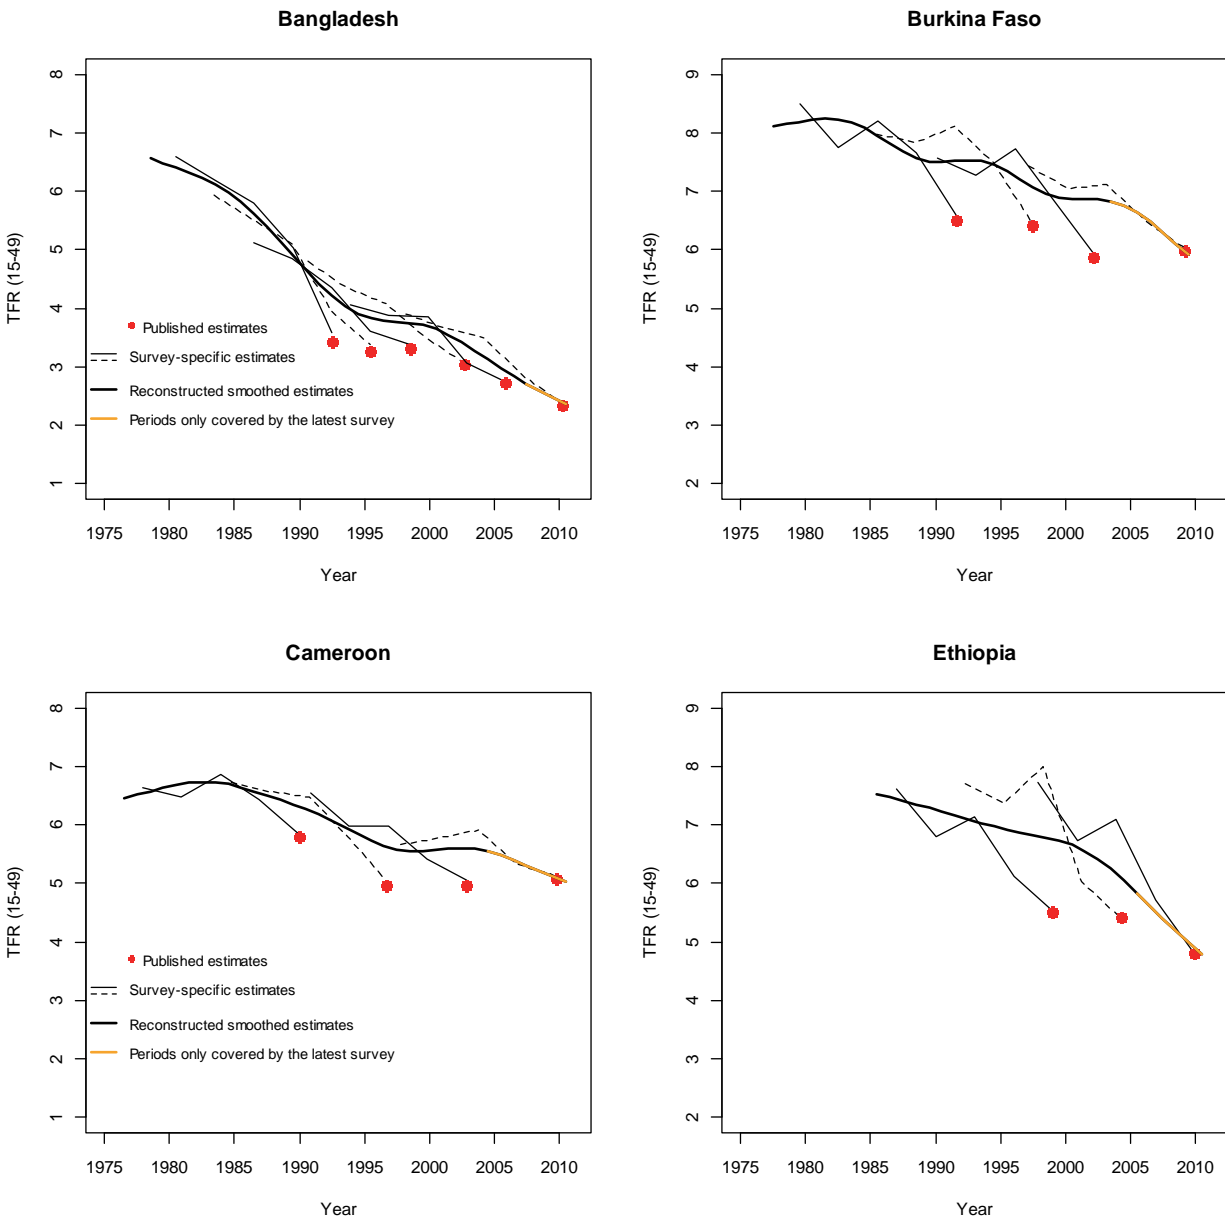 Bangladesh
TFR (15-49)
8
7
6
5
4
3
2
1
Published estimates
Survey-specific estimates
Reconstructed smoothed estimates
Periods only covered by the latest survey
1975 1980 1985 1990 1995 2000 2005 2010
Year
Burkina Faso
TFR (15-49)
9
8
7
6
5
4
3
2
1975 1980 1985 1990 1995 2000 2005 2010
Year
Cameroon
TFR (15-49)
8
7
6
5
4
3
2
1
Published estimates
Survey-specific estimates
Reconstructed smoothed estimates
Periods only covered by the latest survey
1975 1980 1985 1990 1995 2000 2005 2010
Year
Ethiopia
TFR (15-49)
9
8
7
6
5
4
3
2
1975 1980 1985 1990 1995 2000 2005 2010
Year